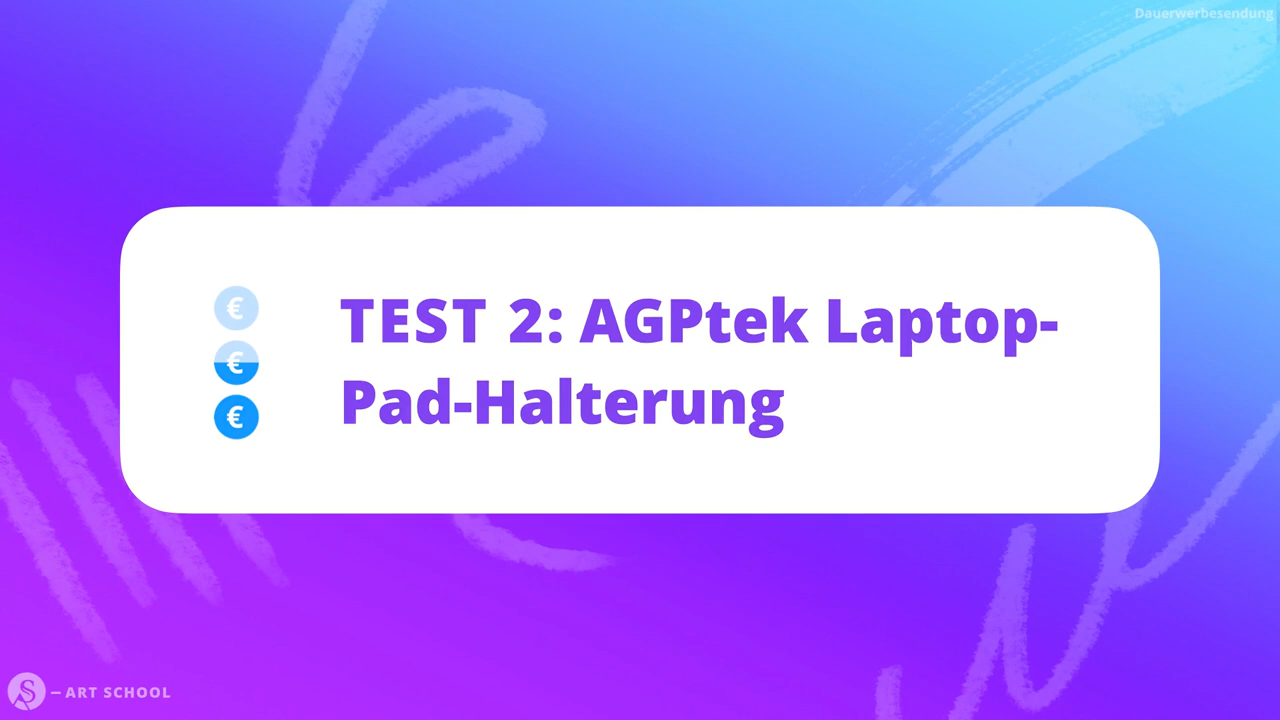 Dauerwerbesendung
€
€
€
TEST 2: AGPtek Laptop-
Pad-Halterung
S – ART SCHOOL